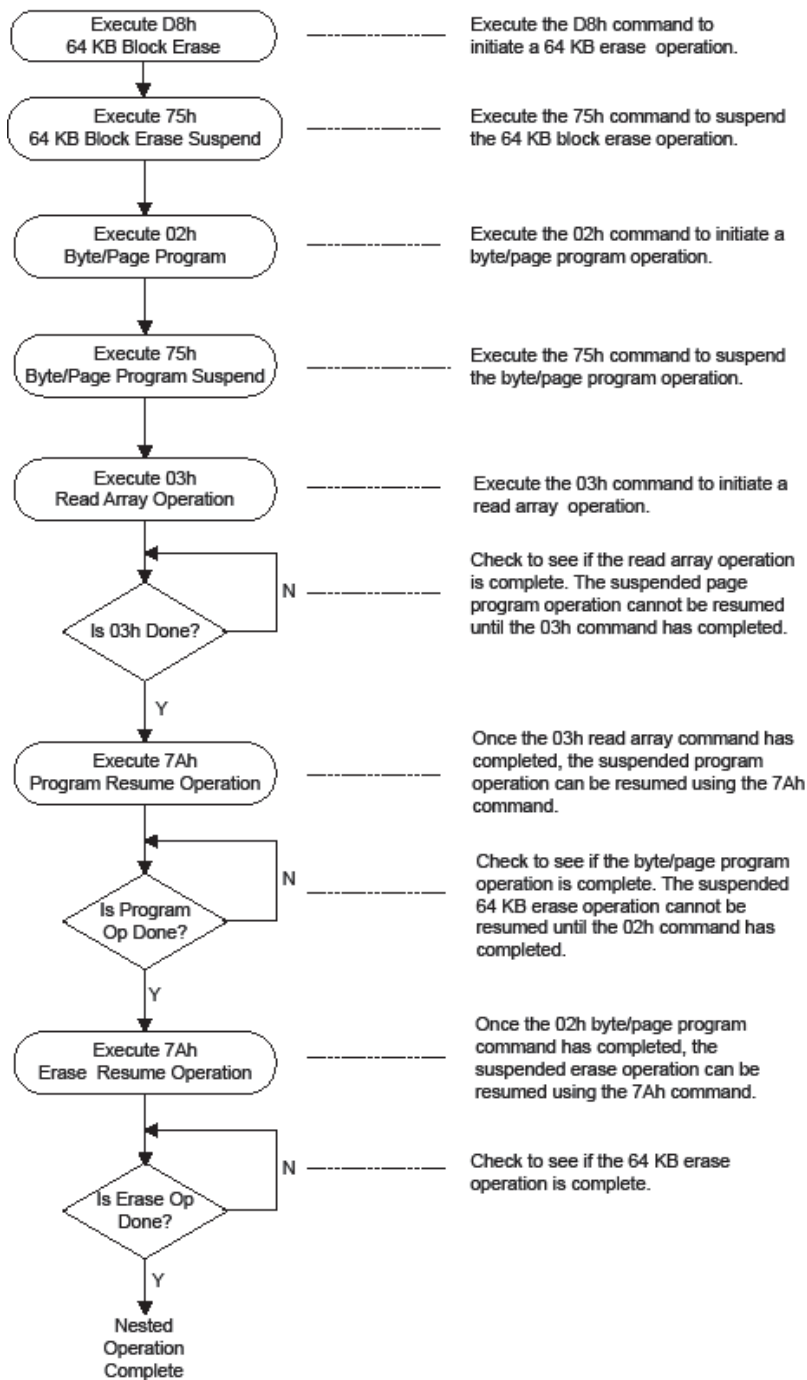 Execute D8h
64 KB Block Erase
Execute the D8h command to
initiate a 64 KB erase operation.
Execute 75h
64 KB Block Erase Suspend
Execute the 75h command to suspend
the 64 KB block erase operation.
Execute 02h
Byte/Page Program
Execute the 02h command to initiate a
byte/page program operation.
Execute 75h
Byte/Page Program Suspend
Execute the 75h command to suspend
the byte/page program operation.
Execute 03h
Read Array Operation
Execute the 03h command to initiate a
read array operation.
Is 03h Done?
N
Y
Check to see if the read array operation
is complete. The suspended page
program operation cannot be resumed
until the 03h command has completed.
Execute 7Ah
Program Resume Operation
Once the 03h read array command has
completed, the suspended program
operation can be resumed using the 7Ah
command.
Is Program
Op Done?
N
Y
Check to see if the byte/page program
operation is complete. The suspended
64 KB erase operation cannot be
resumed until the 02h command has
completed.
Execute 7Ah
Erase Resume Operation
Once the 02h byte/page program
command has completed, the
suspended erase operation can be
resumed using the 7Ah command.
Is Erase Op
Done?
N
Y
Check to see if the 64 KB erase
operation is complete.
Nested
Operation
Complete